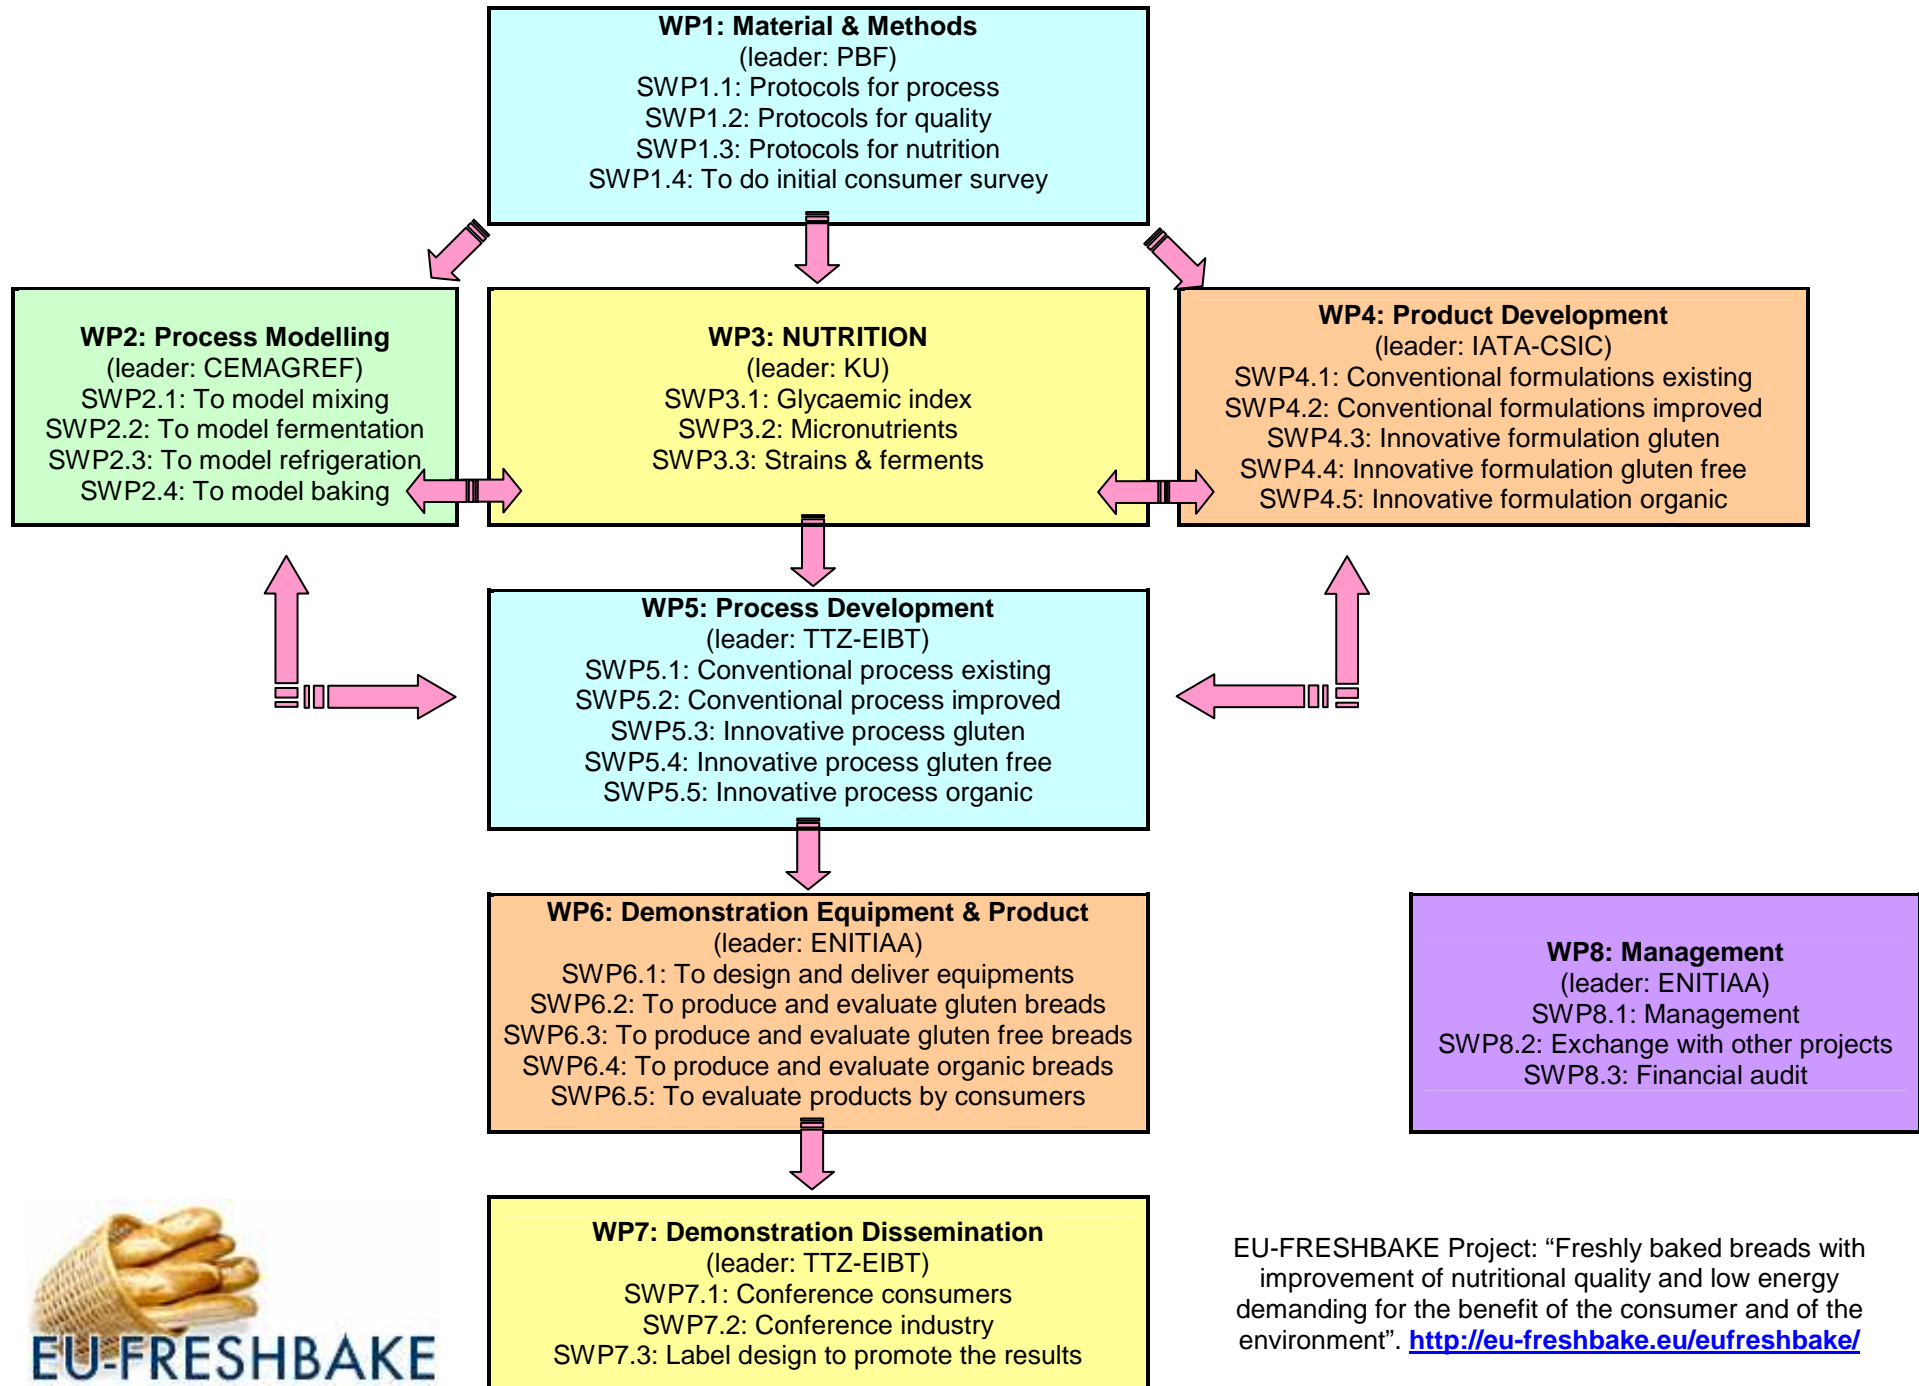 WP1: Material & Methods
(leader: PBF)
SWP1.1: Protocols for process
SWP1.2: Protocols for quality
SWP1.3: Protocols for nutrition
SWP1.4: To do initial consumer survey
WP2: Process Modelling
(leader: CEMAGREF)
SWP2.1: To model mixing
SWP2.2: To model fermentation
SWP2.3: To model refrigeration
SWP2.4: To model baking
WP3: NUTRITION
(leader: KU)
SWP3.1: Glycaemic index
SWP3.2: Micronutrients
SWP3.3: Strains & ferments
WP4: Product Development
(leader: IATA-CSIC)
SWP4.1: Conventional formulations existing
SWP4.2: Conventional formulations improved
SWP4.3: Innovative formulation gluten
SWP4.4: Innovative formulation gluten free
SWP4.5: Innovative formulation organic
WP5: Process Development
(leader: TTZ-EIBT)
SWP5.1: Conventional process existing
SWP5.2: Conventional process improved
SWP5.3: Innovative process gluten
SWP5.4: Innovative process gluten free
SWP5.5: Innovative process organic
WP6: Demonstration Equipment & Product
(leader: ENITIAA)
SWP6.1: To design and deliver equipments
SWP6.2: To produce and evaluate gluten breads
SWP6.3: To produce and evaluate gluten free breads
SWP6.4: To produce and evaluate organic breads
SWP6.5: To evaluate products by consumers
WP8: Management
(leader: ENITIAA)
SWP8.1: Management
SWP8.2: Exchange with other projects
SWP8.3: Financial audit
WP7: Demonstration Dissemination
(leader: TTZ-EIBT)
SWP7.1: Conference consumers
SWP7.2: Conference industry
SWP7.3: Label design to promote the results
EU-FRESHBAKE
EU-FRESHBAKE Project: “Freshly baked breads with
improvement of nutritional quality and low energy
demanding for the benefit of the consumer and of the
environment”. http://eu-freshbake.eu/eufreshbake/